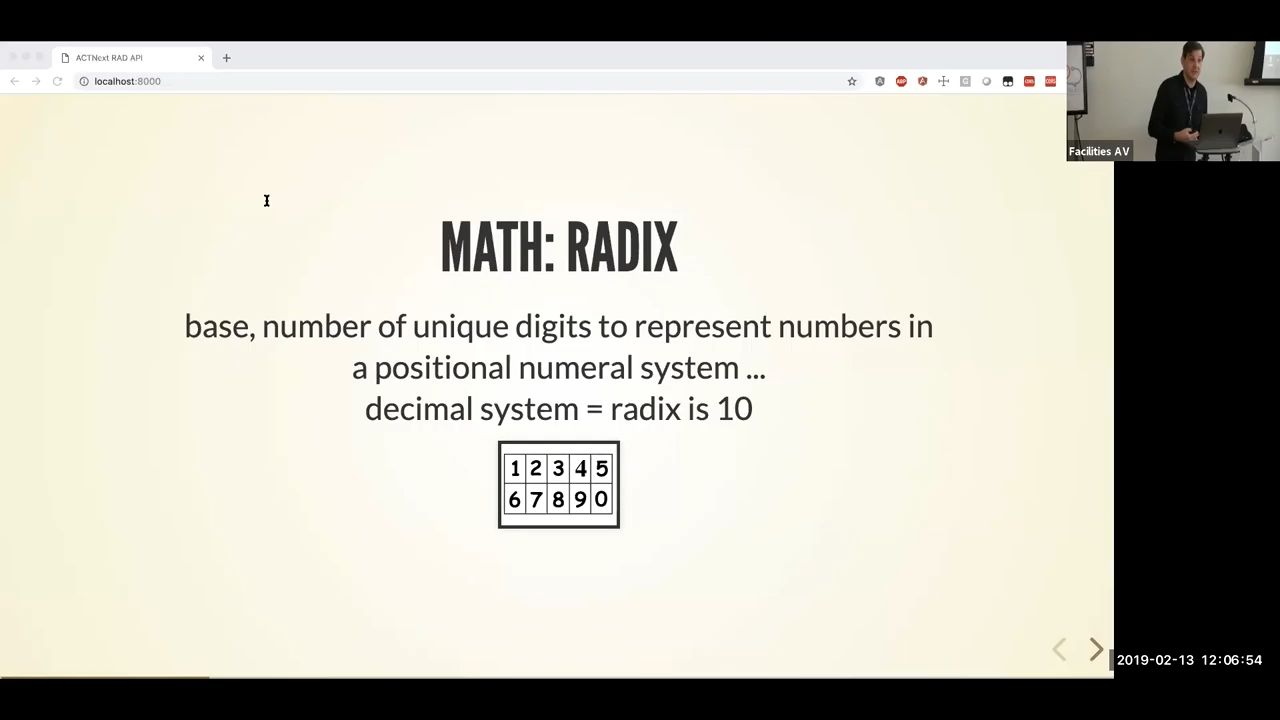 ACTNext RAD API
localhost:8000
Facilities AV
MATH: RADIX
base, number of unique digits to represent numbers in
a positional numeral system ...
decimal system = radix is 10
1 2 3 4 5
6 7 8 9 0
2019-02-13 12:06:54